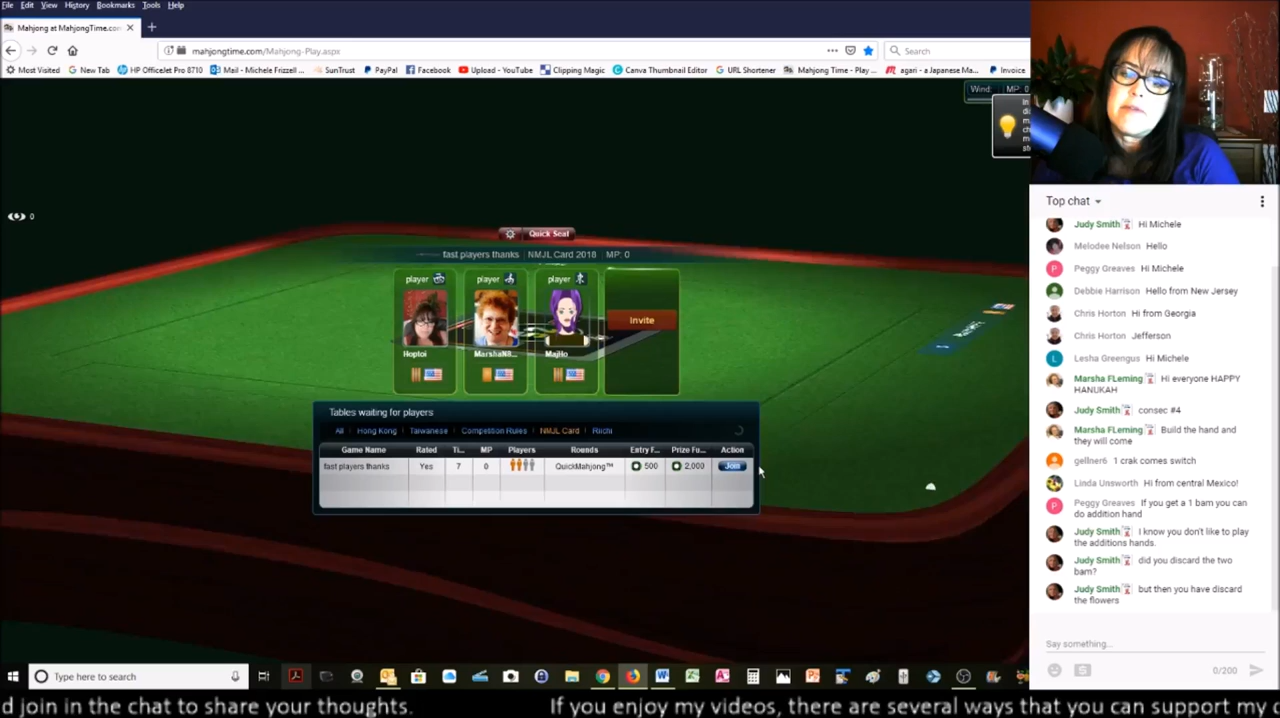 File Edit View History Bookmarks Tools Help
Mahjong at MahjongTime.com
mahjongtime.com/Mahjong-Play.aspx
Search
Most Visited New Tab HP OfficeJet Pro 8710 Mail - Michele Frizzell ... SunTrust PayPal Facebook Upload - YouTube Clipping Magic Canva Thumbnail Editor URL Shortener Mahjong Time - Play ... agari - a Japanese Ma... Invoice
Wind: MP: 0
0
Quick Seat
fast players thanks NMJL Card 2018 MP: 0
player player player
Invite
Hoptoi MarshaN8... MajHo
Tables waiting for players
All Hong Kong Taiwanese Competition Rules NMJL Card Riichi
Game Name Rated Ti... MP Players Rounds Entry F... Prize Fu... Action
fast players thanks Yes 7 0 QuickMahjong™ 500 2,000 Join
Top chat
Judy Smith Hi Michele
Melodee Nelson Hello
Peggy Greaves Hi Michele
Debbie Harrison Hello from New Jersey
Chris Horton Hi from Georgia
Chris Horton Jefferson
Lesha Greengus Hi Michele
Marsha FLeming Hi everyone HAPPY
HANUKAH
Judy Smith consec #4
Marsha FLeming Build the hand and
they will come
gellner6 1 crak comes switch
Linda Unsworth Hi from central Mexico!
Peggy Greaves If you get a 1 bam you can
do addition hand
Judy Smith I know you don't like to play
the additions hands.
Judy Smith did you discard the two
bam?
Judy Smith but then you have discard
the flowers
Say something...
0/200
Type here to search
d join in the chat to share your thoughts. If you enjoy my videos, there are several ways that you can support my c